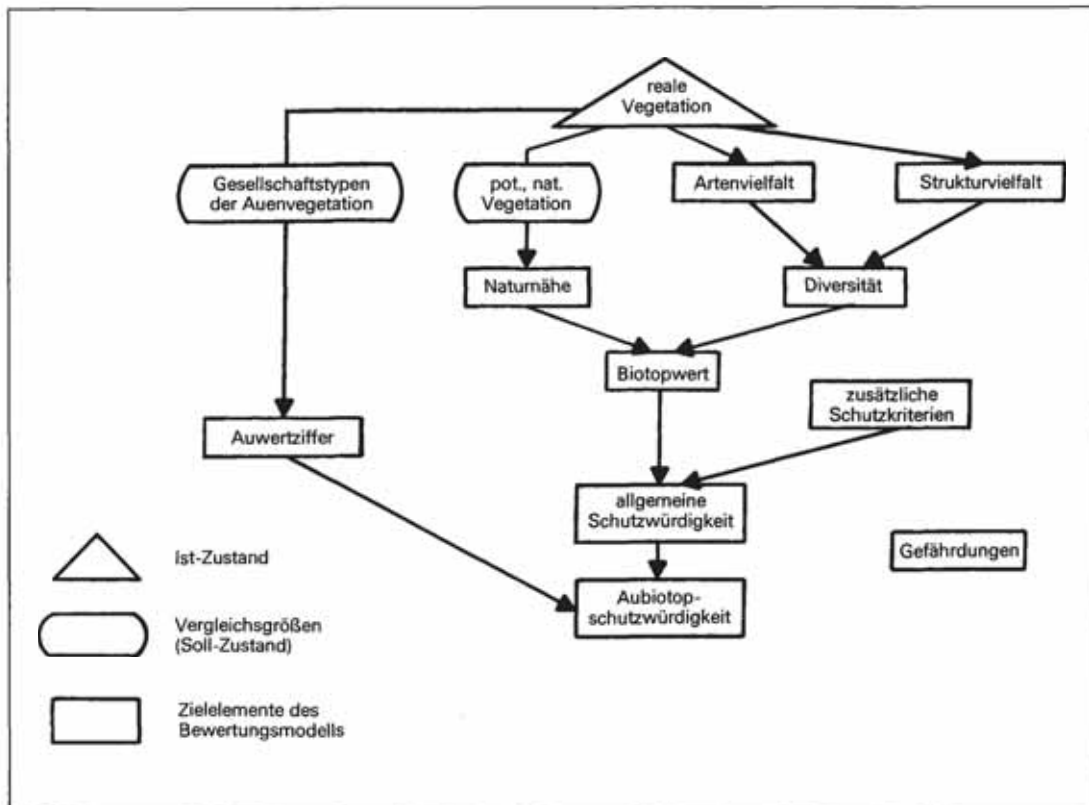 reale
Vegetation
Gesellschaftstypen
der Auenvegetation
pot., nat.
Vegetation
Artenvielfalt
Strukturvielfalt
Naturnähe
Diversität
Biotopwert
zusätzliche
Schutzkriterien
Auwertziffer
allgemeine
Schutzwürdigkeit
Gefährdungen
Aubiotop-
schutzwürdigkeit
Ist-Zustand
Vergleichsgrößen
(Soll-Zustand)
Zielelemente des
Bewertungsmodells